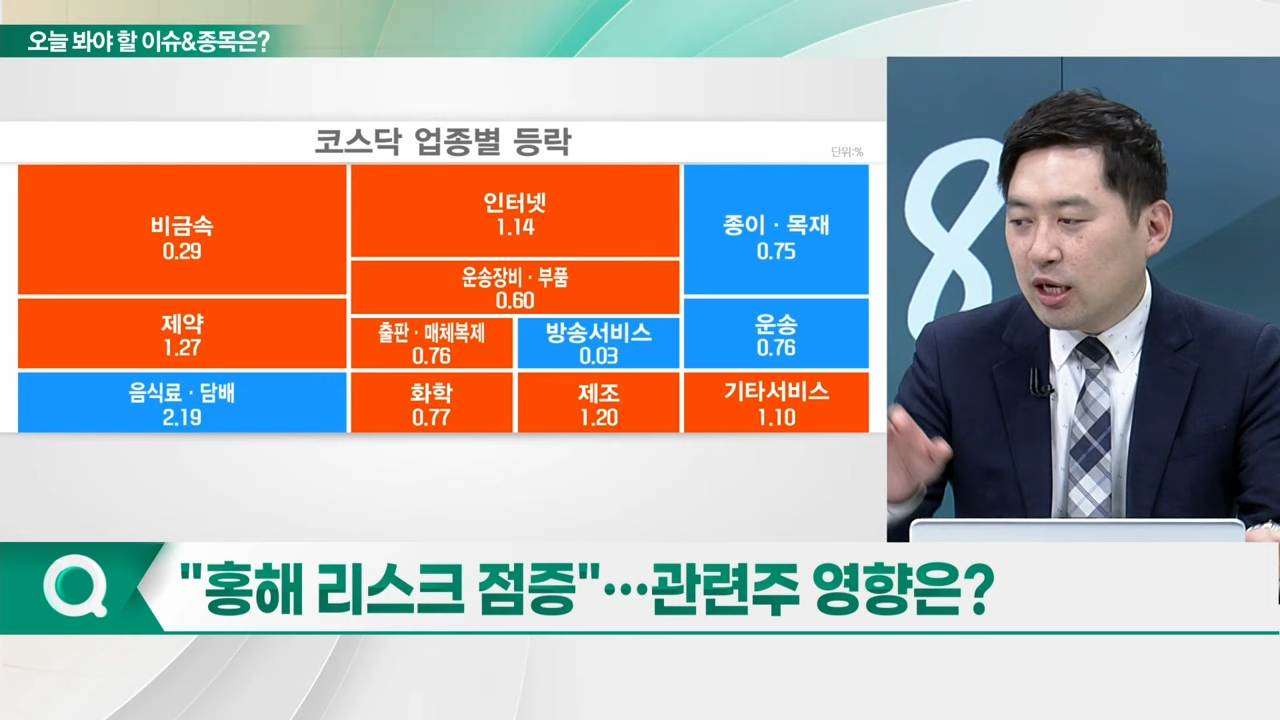 오늘 봐야 할 이슈&종목은?
코스닥 업종별 등락
단위:%
비금속
0.29
인터넷
1.14
종이·목재
0.75
운송장비·부품
0.60
제약
1.27
출판·매체복제
0.76
방송서비스
0.03
운송
0.76
음식료·담배
2.19
화학
0.77
제조
1.20
기타서비스
1.10
8
"홍해 리스크 점증"…관련주 영향은?